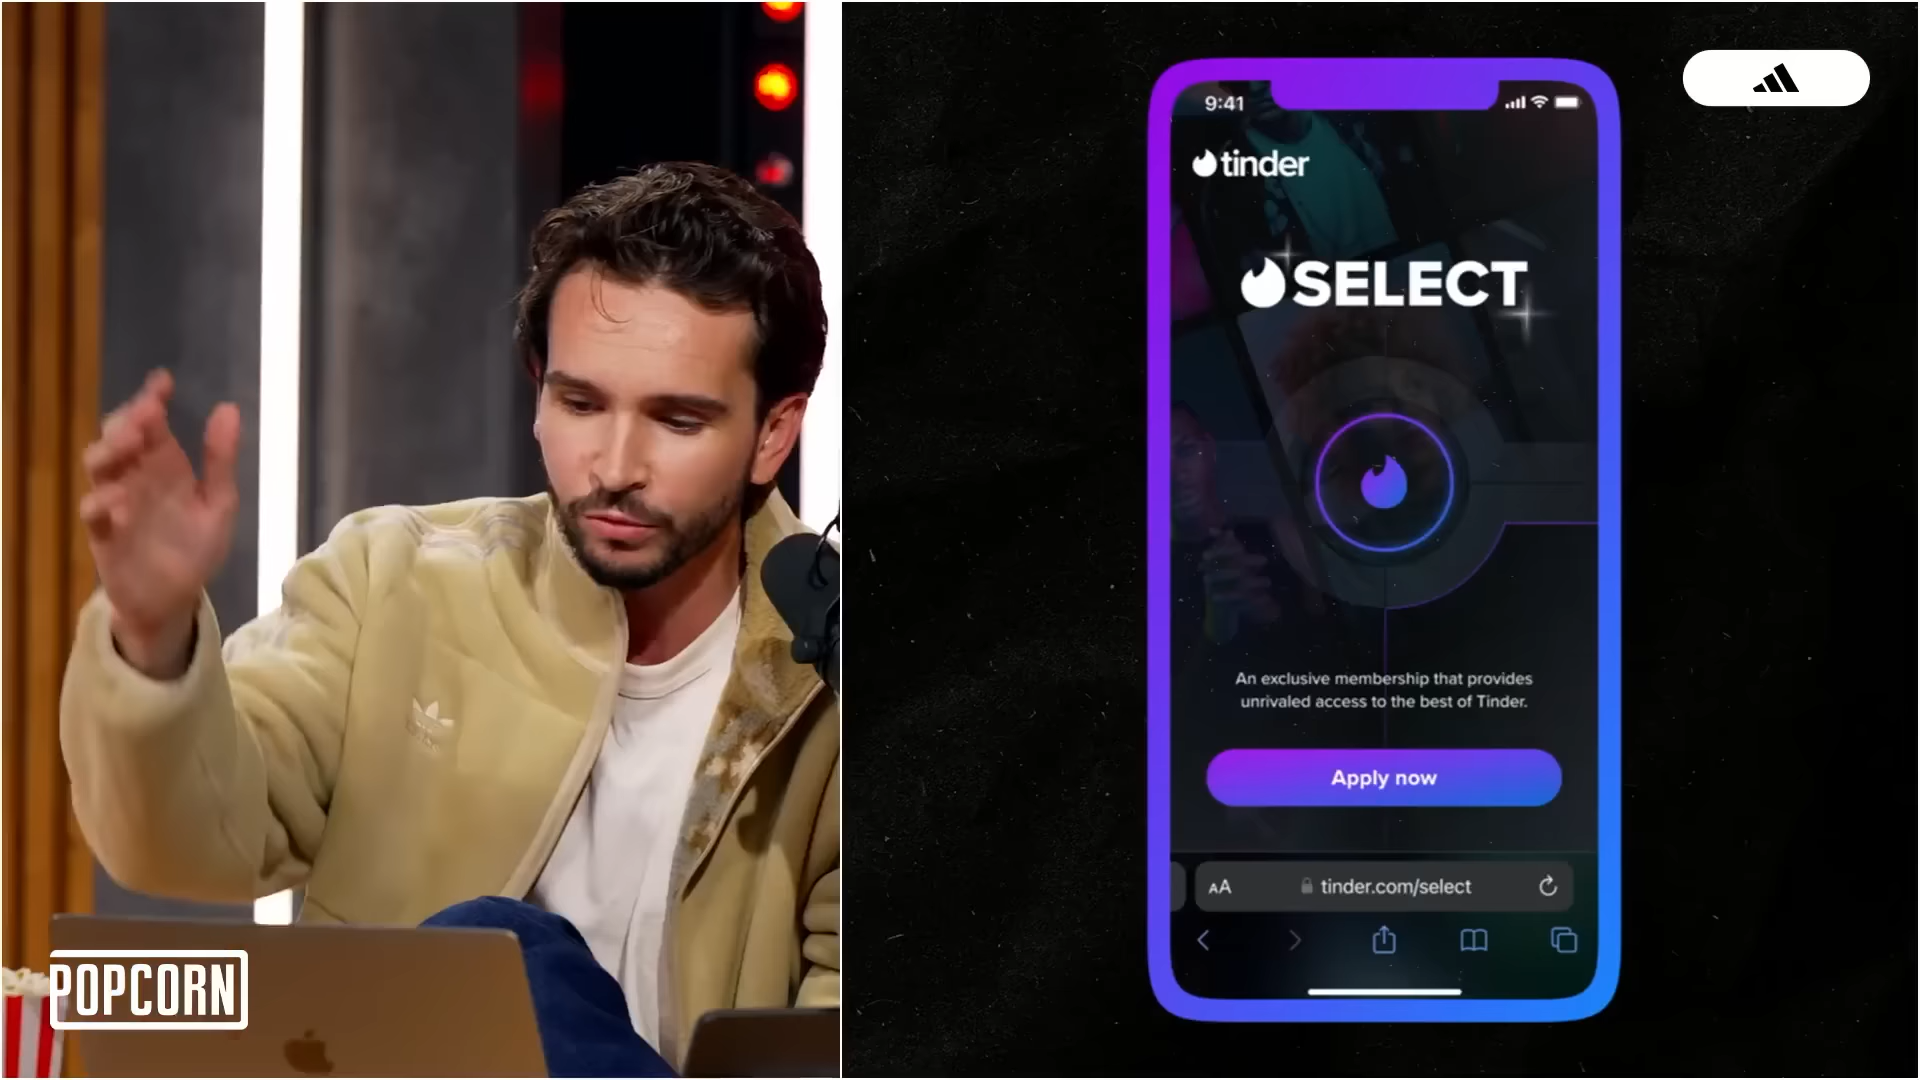 POPCORN
9:41
tinder
SELECT
An exclusive membership that provides
unrivaled access to the best of Tinder.
Apply now
AA
tinder.com/select